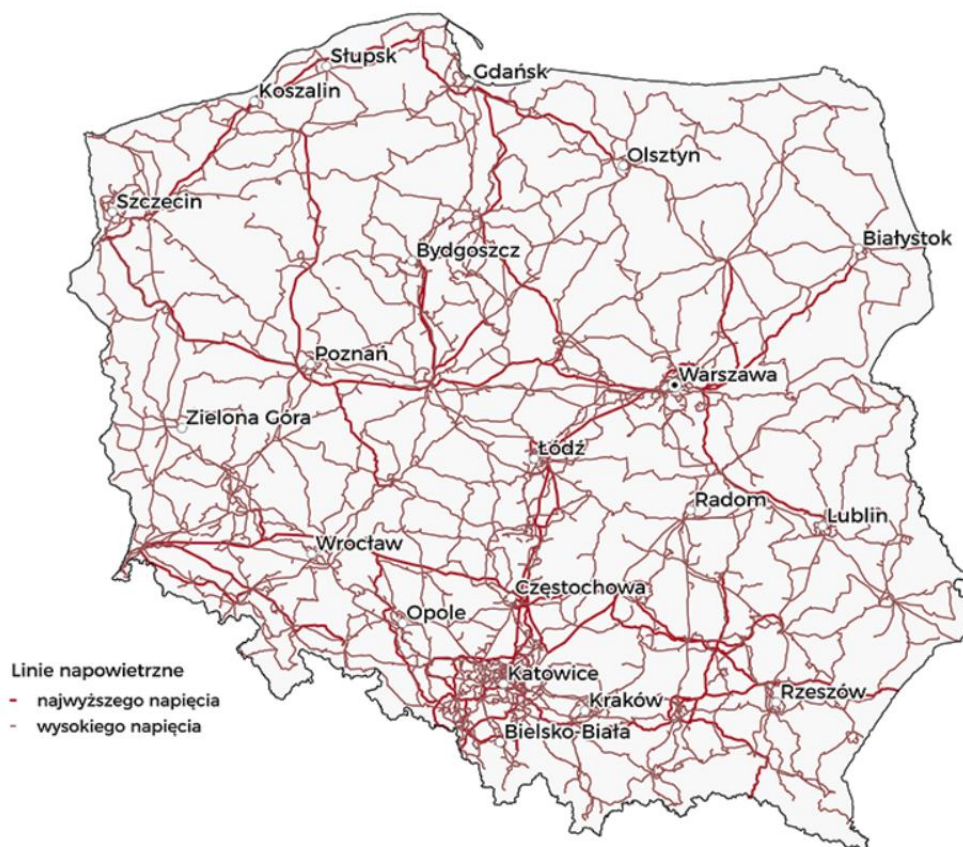 Słupsk
Gdańsk
Koszalin
Olsztyn
Szczecin
Białystok
Bydgoszcz
Poznań
Warszawa
Zielona Góra
Łódź
Radom
Lublin
Wrocław
Częstochowa
Opole
Linie napowietrzne
najwyższego napięcia
wysokiego napięcia
Katowice
Rzeszów
Kraków
Bielsko-Biała